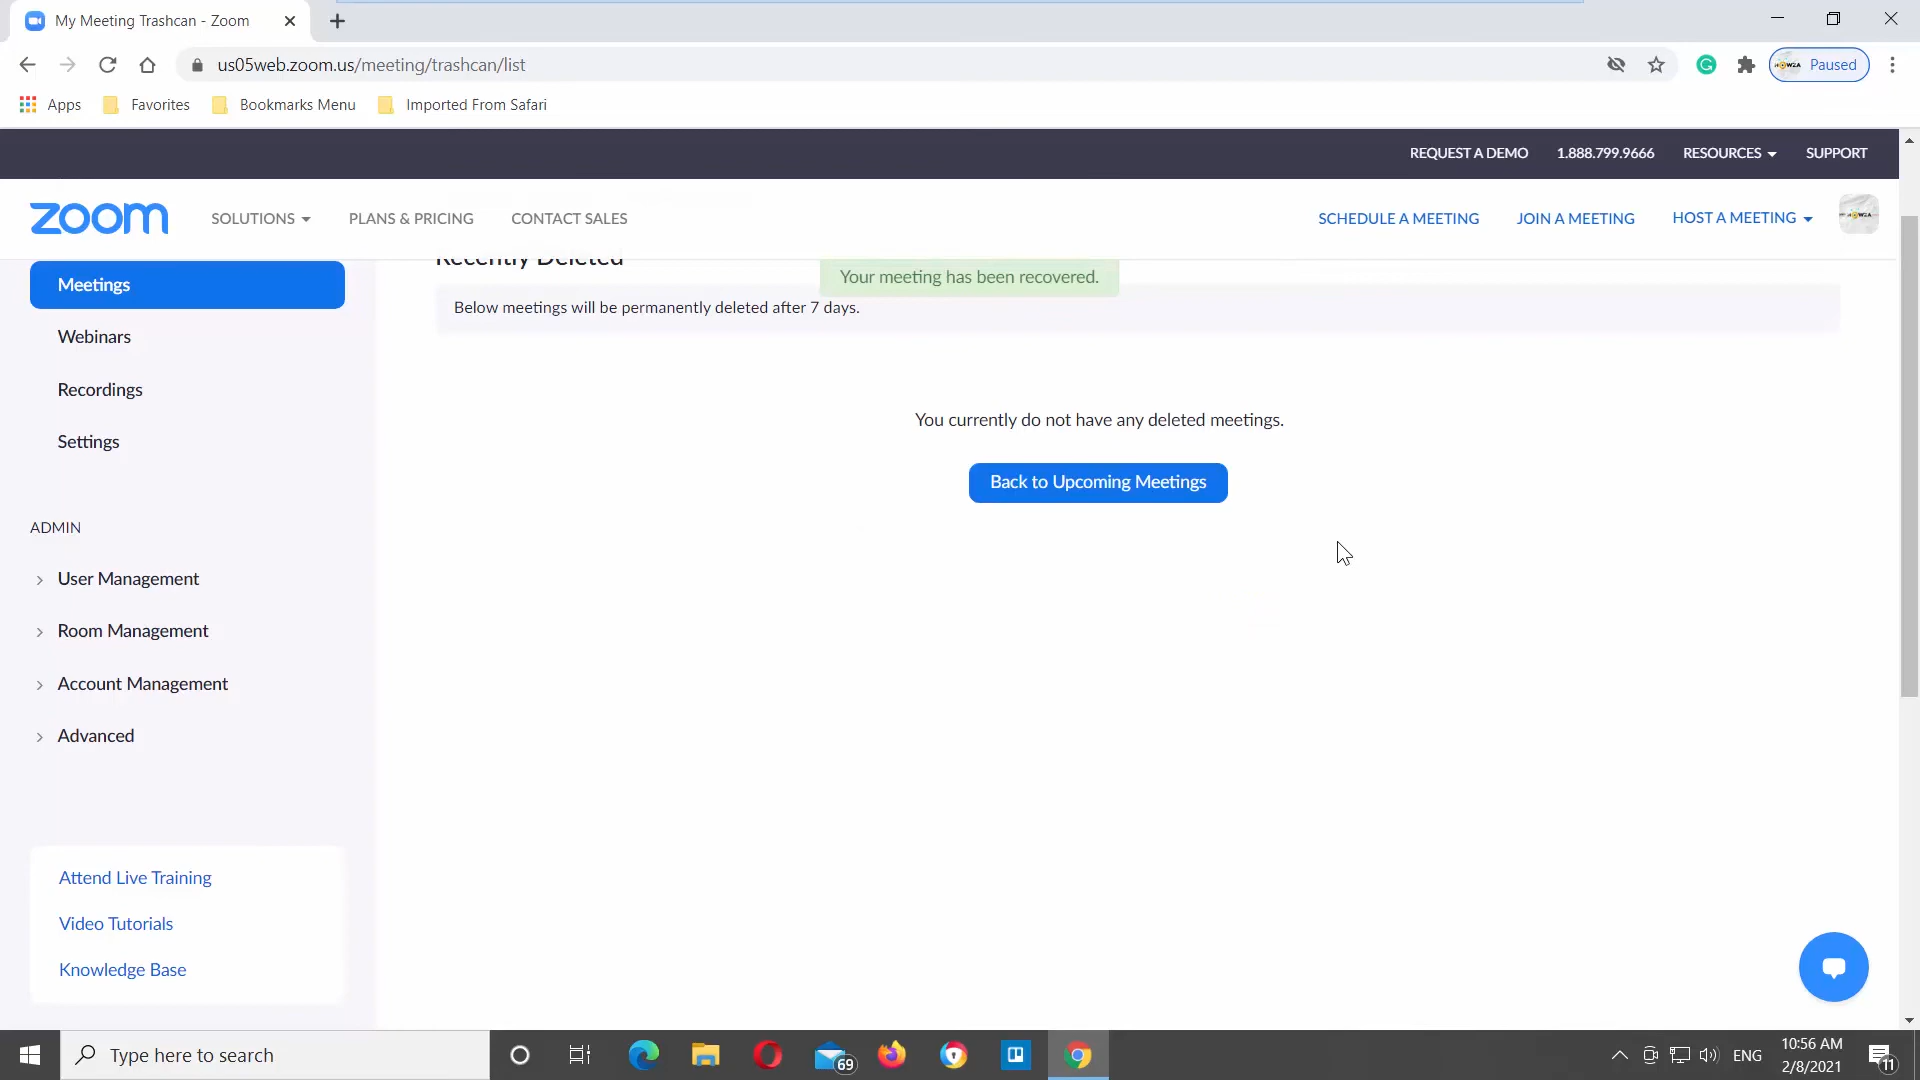 My Meeting Trashcan - Zoom
us05web.zoom.us/meeting/trashcan/list
Paused
Apps
Favorites
Bookmarks Menu
Imported From Safari
REQUEST A DEMO
1.888.799.9666
RESOURCES
SUPPORT
zoom
SOLUTIONS
PLANS & PRICING
CONTACT SALES
SCHEDULE A MEETING
JOIN A MEETING
HOST A MEETING
Meetings
Webinars
Recordings
Settings
ADMIN
User Management
Room Management
Account Management
Advanced
Attend Live Training
Video Tutorials
Knowledge Base
Recently Deleted
Your meeting has been recovered.
Below meetings will be permanently deleted after 7 days.
You currently do not have any deleted meetings.
Back to Upcoming Meetings
Type here to search
69
ENG
10:56 AM
2/8/2021
11